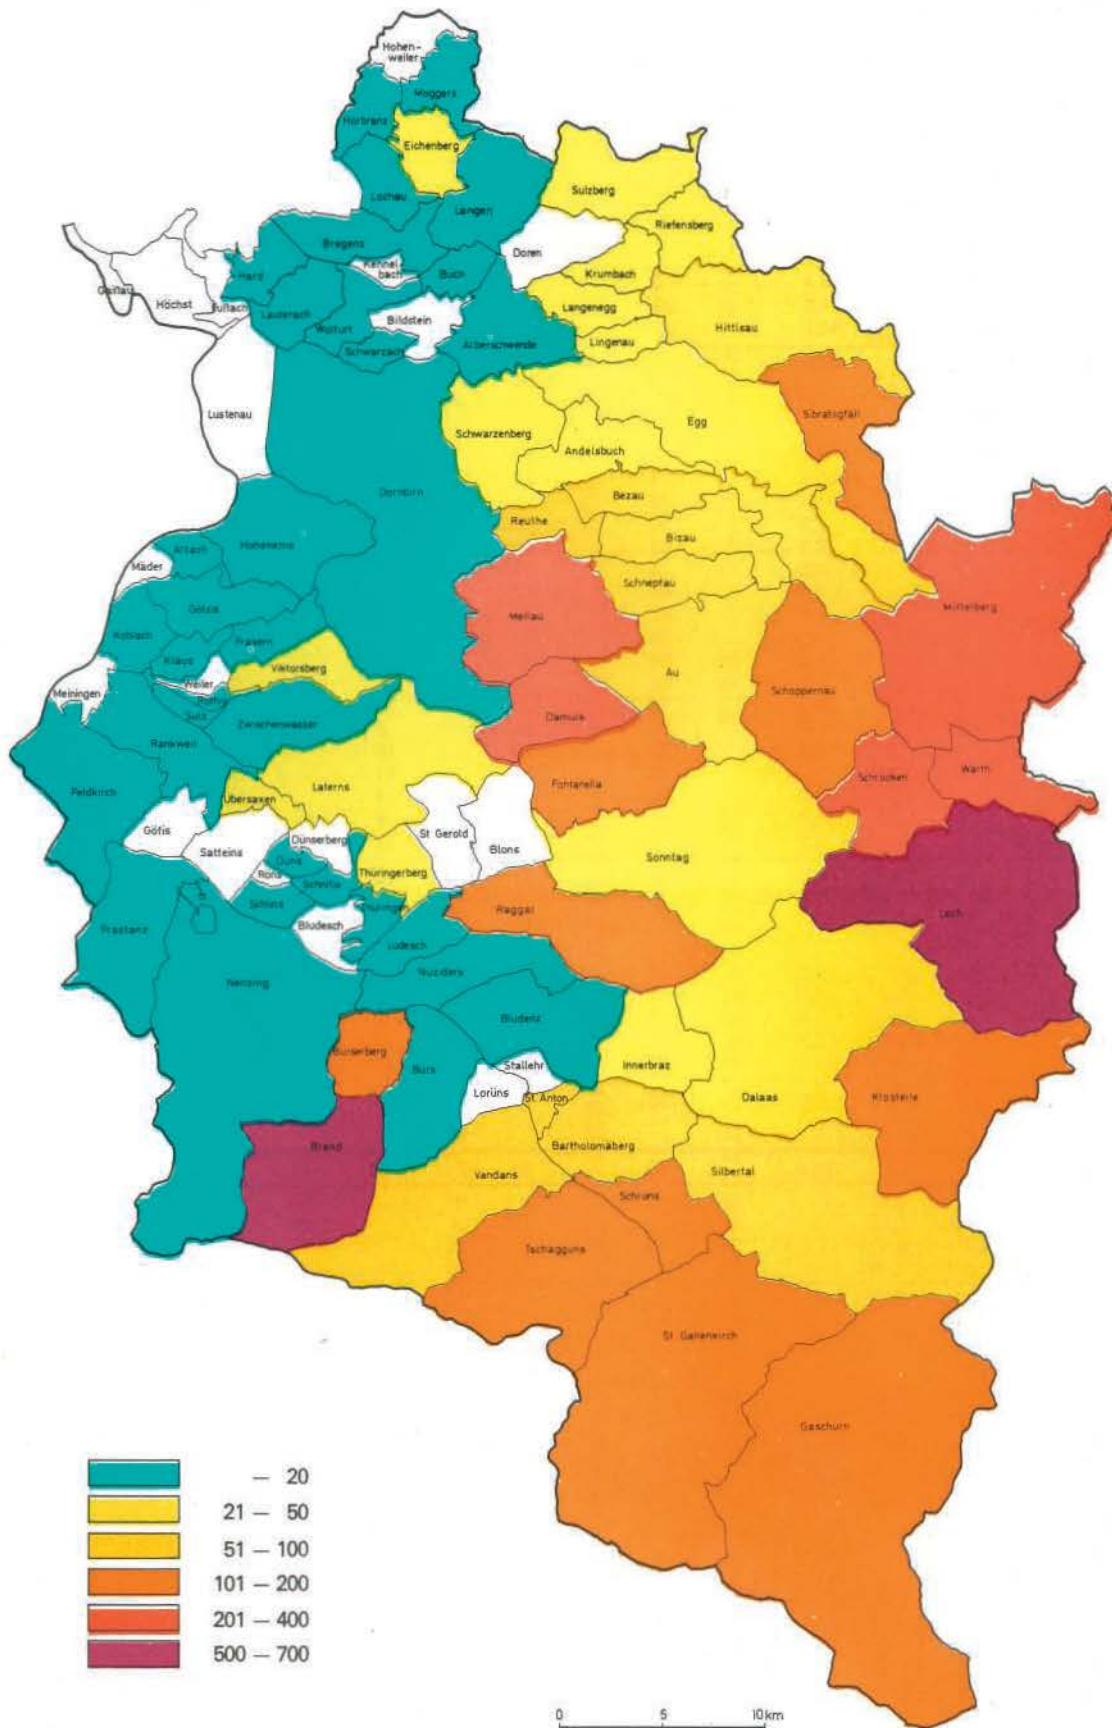 Hohen-
weiler
Möggers
Hörbranz
Eichenberg
Lochau
Langen
Sulzberg
Riefensberg
Doren
Bregenz
Kennel-
bach
Buch
Krumbach
Hard
Gaißau
Höchst
Fußach
Lauterach
Wolfurt
Bildstein
Langenegg
Hittisau
Schwarzach
Alberschwende
Lingenau
Lustenau
Sibratsgfäll
Schwarzenberg
Egg
Andelsbuch
Dornbirn
Bezau
Reuthe
Bizau
Altach
Hohenems
Mäder
Schnepfau
Götzis
Mellau
Mittelberg
Koblach
Fraxern
Klaus
Viktorsberg
Weiler
Au
Schoppernau
Meiningen
Röthis
Sulz
Zwischenwasser
Damüls
Rankweil
Schröcken
Warth
Feldkirch
Laterns
Fontanella
Übersaxen
Göfis
Dünserberg
St Gerold
Satteins
Blons
Sonntag
Düns
Röns
Thüringerberg
Schnifis
Schlins
Thüringen
Raggal
Lech
Frastanz
Bludesch
Ludesch
Nenzing
Nüziders
Bludenz
Bürserberg
Bürs
Stallehr
Innerbraz
Lorüns
St. Anton
Dalaas
Klösterle
Brand
Bartholomäberg
Vandans
Silbertal
Schruns
Tschagguns
St. Gallenkirch
Gaschurn
— 20
21 — 50
51 — 100
101 — 200
201 — 400
500 — 700
0 5 10km